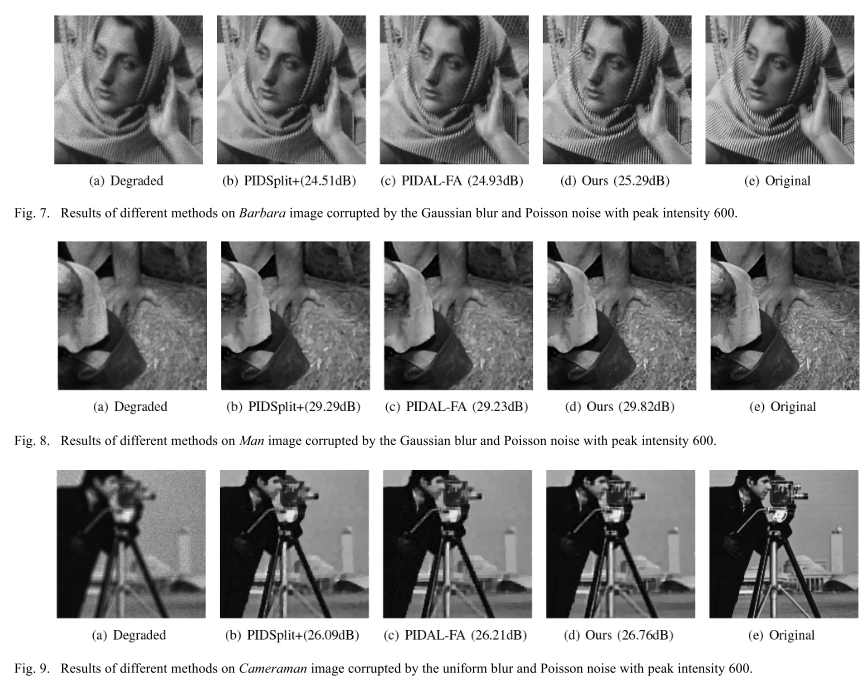 (a) Degraded (b) PIDSplit+(24.51dB) (c) PIDAL-FA (24.93dB) (d) Ours (25.29dB) (e) Original
Fig. 7. Results of different methods on Barbara image corrupted by the Gaussian blur and Poisson noise with peak intensity 600.
(a) Degraded (b) PIDSplit+(29.29dB) (c) PIDAL-FA (29.23dB) (d) Ours (29.82dB) (e) Original
Fig. 8. Results of different methods on Man image corrupted by the Gaussian blur and Poisson noise with peak intensity 600.
(a) Degraded (b) PIDSplit+(26.09dB) (c) PIDAL-FA (26.21dB) (d) Ours (26.76dB) (e) Original
Fig. 9. Results of different methods on Cameraman image corrupted by the uniform blur and Poisson noise with peak intensity 600.